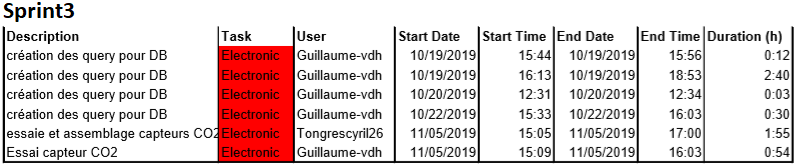 Sprint3
Description Task User Start Date Start Time End Date End Time Duration (h)
création des query pour DB Electronic Guillaume-vdh 10/19/2019 15:44 10/19/2019 15:56 0:12
création des query pour DB Electronic Guillaume-vdh 10/19/2019 16:13 10/19/2019 18:53 2:40
création des query pour DB Electronic Guillaume-vdh 10/20/2019 12:31 10/20/2019 12:34 0:03
création des query pour DB Electronic Guillaume-vdh 10/22/2019 15:33 10/22/2019 16:03 0:30
essaie et assemblage capteurs CO2 Electronic Tongrescyril26 11/05/2019 15:05 11/05/2019 17:00 1:55
Essai capteur CO2 Electronic Guillaume-vdh 11/05/2019 15:09 11/05/2019 16:03 0:54